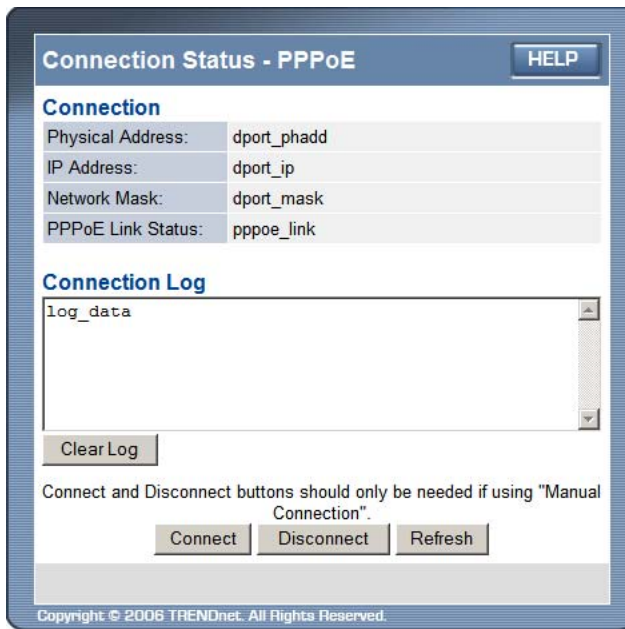 Connection Status - PPPoE
HELP
Connection
Physical Address: dport_phadd
IP Address: dport_ip
Network Mask: dport_mask
PPPoE Link Status: pppoe_link
Connection Log
log_data
Clear Log
Connect and Disconnect buttons should only be needed if using "Manual
Connection".
Connect Disconnect Refresh
Copyright © 2006 TRENDnet. All Rights Reserved.